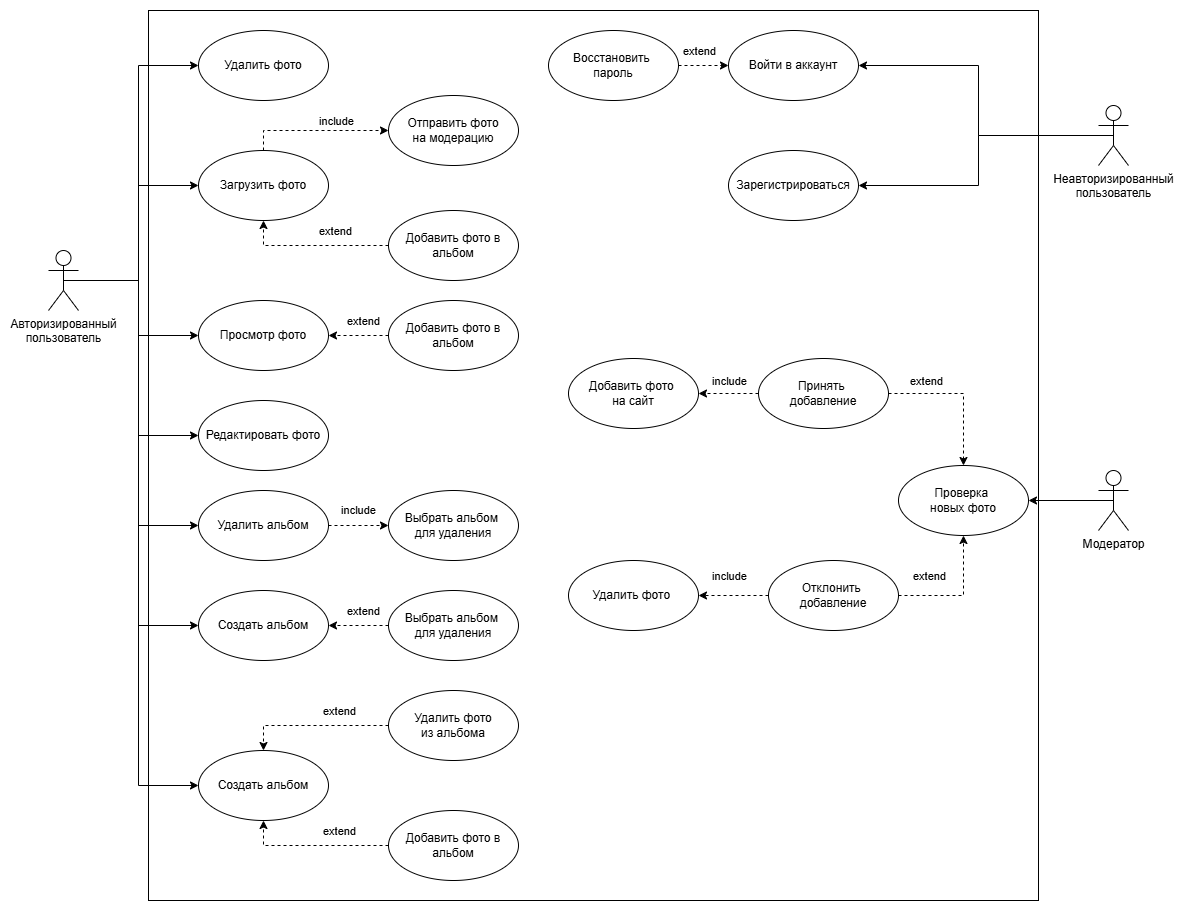 Удалить фото
Восстановить
пароль
extend
Войти в аккаунт
include
Отправить фото
на модерацию
Загрузить фото
Зарегистрироваться
Неавторизированный
пользователь
extend
Добавить фото в
альбом
Авторизированный
пользователь
Просмотр фото
extend
Добавить фото в
альбом
Добавить фото
на сайт
include
Принять
добавление
extend
Редактировать фото
Проверка
новых фото
Модератор
Удалить альбом
include
Выбрать альбом
для удаления
Удалить фото
include
Отклонить
добавление
extend
Создать альбом
extend
Выбрать альбом
для удаления
extend
Удалить фото
из альбома
Создать альбом
extend
Добавить фото в
альбом